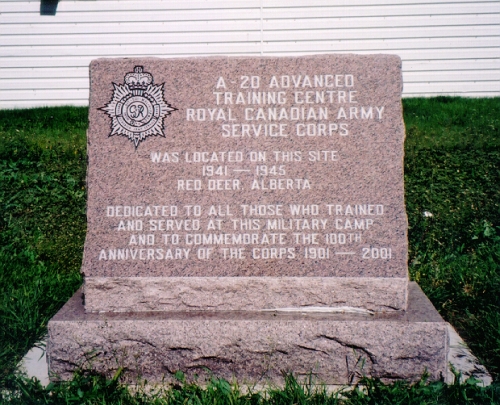 A-20 ADVANCED
TRAINING CENTRE
ROYAL CANADIAN ARMY
SERVICE CORPS
WAS LOCATED ON THIS SITE
1941 — 1945
RED DEER, ALBERTA
DEDICATED TO ALL THOSE WHO TRAINED
AND SERVED AT THIS MILITARY CAMP
AND TO COMMEMORATE THE 100TH
ANNIVERSARY OF THE CORPS 1901 — 2001